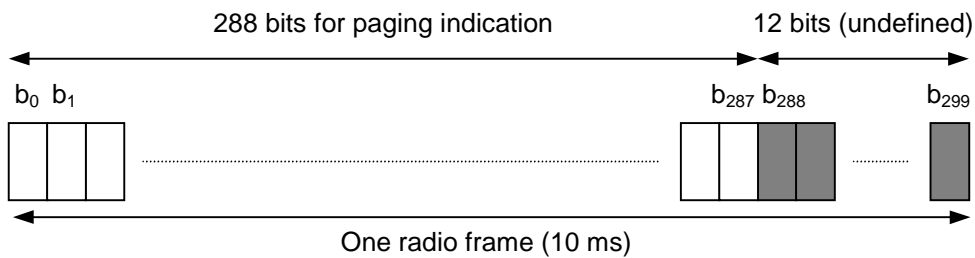 288 bits for paging indication
12 bits (undefined)
b₀ b₁
b₂₈₇ b₂₈₈
b₂₉₉
One radio frame (10 ms)